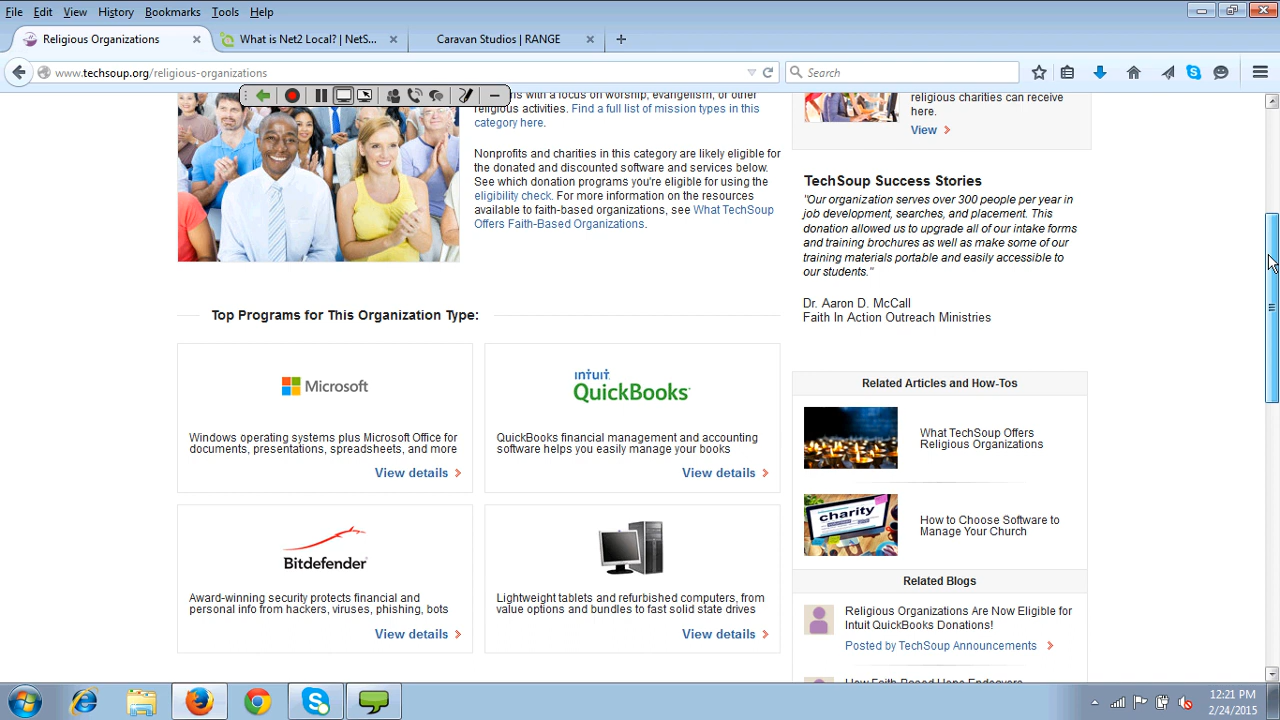 File Edit View History Bookmarks Tools Help
Religious Organizations
What is Net2 Local? | NetS...
Caravan Studios | RANGE
www.techsoup.org/religious-organizations
Search
with a focus on worship, evangelism, or other
religious activities. Find a full list of mission types in this
category here.
Nonprofits and charities in this category are likely eligible for
the donated and discounted software and services below.
See which donation programs you're eligible for using the
eligibility check. For more information on the resources
available to faith-based organizations, see What TechSoup
Offers Faith-Based Organizations.
religious charities can receive
here.
View
TechSoup Success Stories
"Our organization serves over 300 people per year in
job development, searches, and placement. This
donation allowed us to upgrade all of our intake forms
and training brochures as well as make some of our
training materials portable and easily accessible to
our students."
Dr. Aaron D. McCall
Faith In Action Outreach Ministries
Top Programs for This Organization Type:
Microsoft
Windows operating systems plus Microsoft Office for
documents, presentations, spreadsheets, and more
View details
INTUIT
QuickBooks
QuickBooks financial management and accounting
software helps you easily manage your books
View details
Bitdefender
Award-winning security protects financial and
personal info from hackers, viruses, phishing, bots
View details
Lightweight tablets and refurbished computers, from
value options and bundles to fast solid state drives
View details
Related Articles and How-Tos
What TechSoup Offers
Religious Organizations
charity
How to Choose Software to
Manage Your Church
Related Blogs
Religious Organizations Are Now Eligible for
Intuit QuickBooks Donations!
Posted by TechSoup Announcements
How Faith-Based Hope Endeavors
12:21 PM
2/24/2015